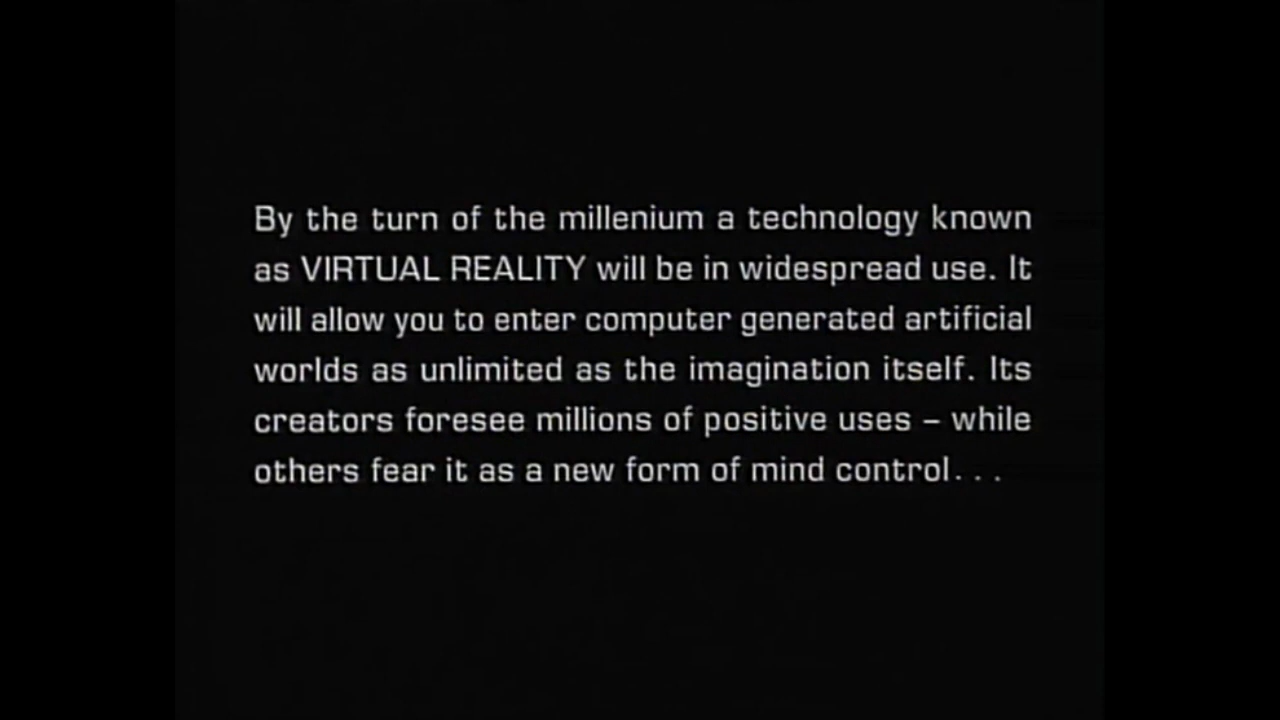 By the turn of the millenium a technology known
as VIRTUAL REALITY will be in widespread use. It
will allow you to enter computer generated artificial
worlds as unlimited as the imagination itself. Its
creators foresee millions of positive uses – while
others fear it as a new form of mind control. . .